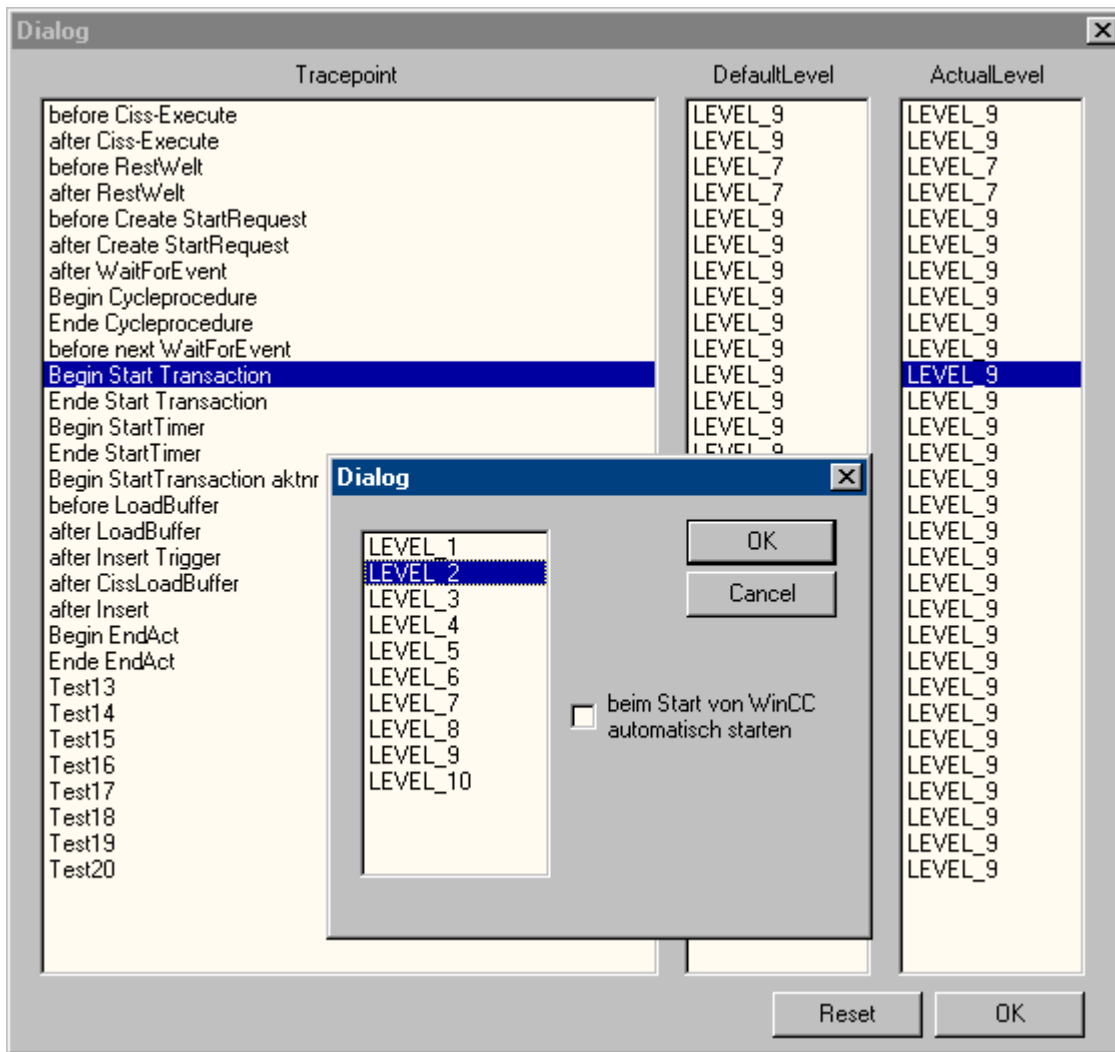 Dialog
Tracepoint DefaultLevel ActualLevel
before Ciss-Execute LEVEL_9 LEVEL_9
after Ciss-Execute LEVEL_9 LEVEL_9
before RestWelt LEVEL_7 LEVEL_7
after RestWelt LEVEL_7 LEVEL_7
before Create StartRequest LEVEL_9 LEVEL_9
after Create StartRequest LEVEL_9 LEVEL_9
after WaitForEvent LEVEL_9 LEVEL_9
Begin Cycleprocedure LEVEL_9 LEVEL_9
Ende Cycleprocedure LEVEL_9 LEVEL_9
before next WaitForEvent LEVEL_9 LEVEL_9
Begin Start Transaction LEVEL_9 LEVEL_9
Ende Start Transaction LEVEL_9 LEVEL_9
Begin StartTimer LEVEL_9 LEVEL_9
Ende StartTimer LEVEL_9 LEVEL_9
Begin StartTransaction aktnr LEVEL_9
before LoadBuffer LEVEL_9
after LoadBuffer LEVEL_9
after Insert Trigger LEVEL_9
after CissLoadBuffer LEVEL_9
after Insert LEVEL_9
Begin EndAct LEVEL_9
Ende EndAct LEVEL_9
Test13 LEVEL_9
Test14 LEVEL_9
Test15 LEVEL_9
Test16 LEVEL_9
Test17 LEVEL_9
Test18 LEVEL_9
Test19 LEVEL_9
Test20 LEVEL_9
Dialog
LEVEL_1
LEVEL_2
LEVEL_3
LEVEL_4
LEVEL_5
LEVEL_6
LEVEL_7
LEVEL_8
LEVEL_9
LEVEL_10
OK
Cancel
beim Start von WinCC
automatisch starten
Reset OK